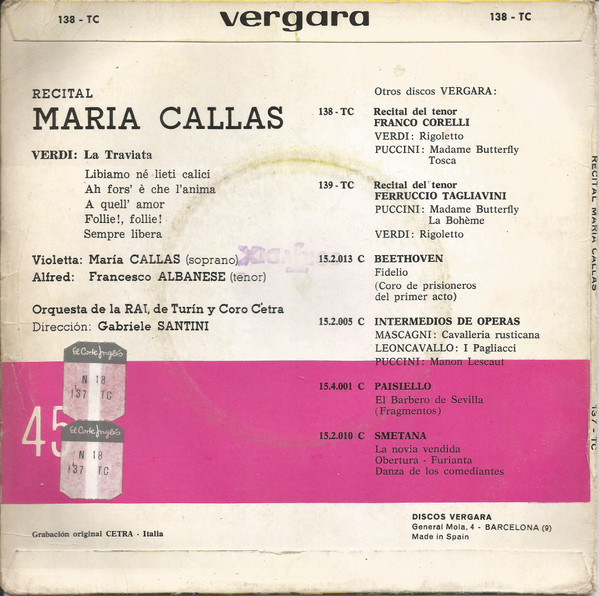 138 - TC
vergara
138 - TC
RECITAL
MARIA CALLAS
VERDI: La Traviata
Libiamo né lieti calici
Ah fors' è che l'anima
A quell' amor
Follie!, follie!
Sempre libera
Violetta: María CALLAS (soprano)
Alfred: Francesco ALBANESE (tenor)
Orquesta de la RAI, de Turín y Coro Cetra
Dirección: Gabriele SANTINI
El Corte Inglés
N 18
137 TC
45
El Corte Inglés
N 18
137 TC
Grabación original CETRA - Italia
Otros discos VERGARA:
138 - TC Recital del tenor
FRANCO CORELLI
VERDI: Rigoletto
PUCCINI: Madame Butterfly
Tosca
139 - TC Recital del tenor
FERRUCCIO TAGLIAVINI
PUCCINI: Madame Butterfly
La Bohème
VERDI: Rigoletto
15.2.013 C BEETHOVEN
Fidelio
(Coro de prisioneros
del primer acto)
15.2.005 C INTERMEDIOS DE OPERAS
MASCAGNI: Cavalleria rusticana
LEONCAVALLO: I Pagliacci
PUCCINI: Manon Lescaut
15.4.001 C PAISIELLO
El Barbero de Sevilla
(Fragmentos)
15.2.010 C SMETANA
La novia vendida
Obertura - Furianta
Danza de los comediantes
DISCOS VERGARA
General Mola, 4 - BARCELONA (9)
Made in Spain
RECITAL MARIA CALLAS
137 - TC